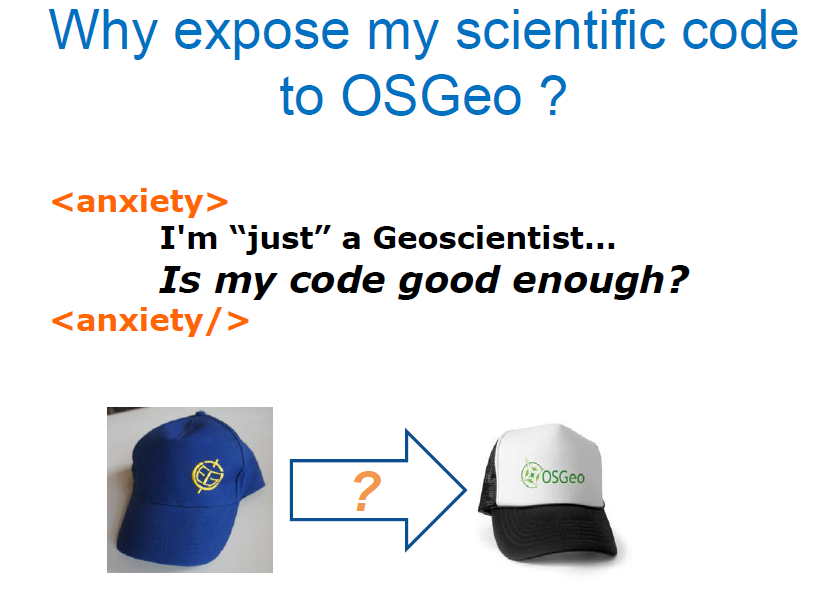 Why expose my scientific code
to OSGeo ?
<anxiety>
I'm “just” a Geoscientist...
Is my code good enough?
<anxiety/>
?
OSGeo